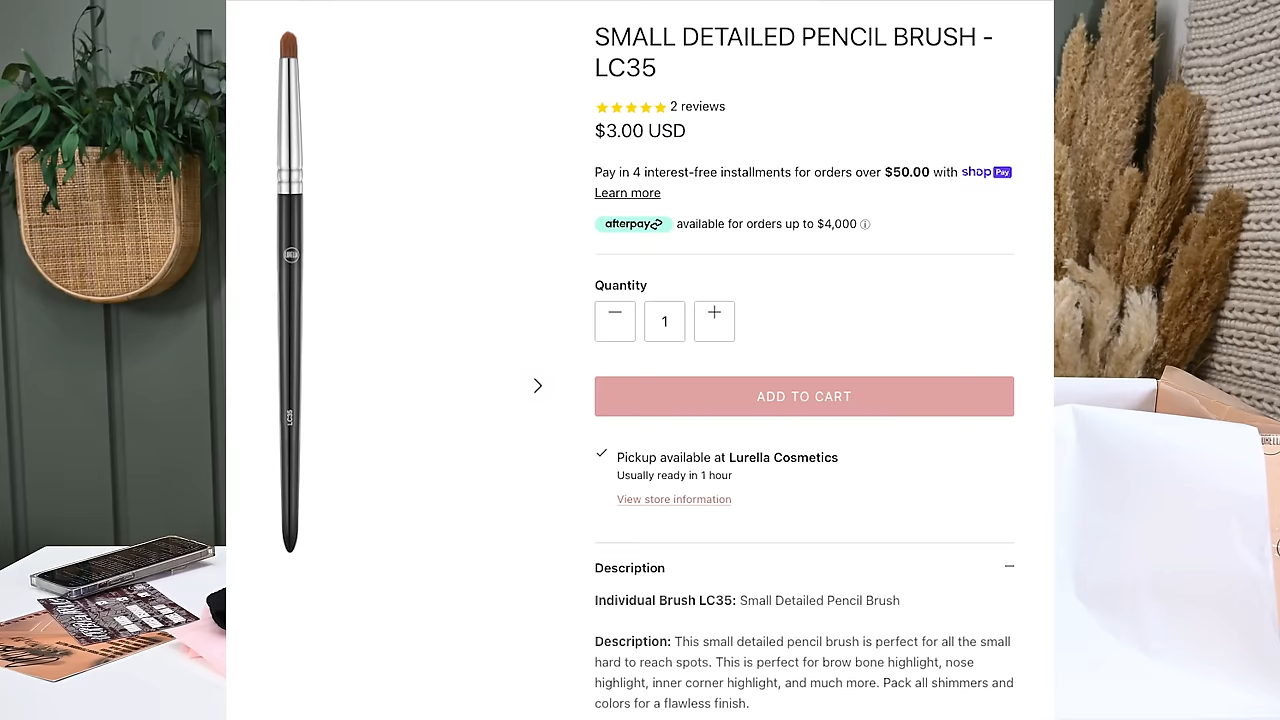 SMALL DETAILED PENCIL BRUSH -
LC35
2 reviews
$3.00 USD
Pay in 4 interest-free installments for orders over $50.00 with shop Pay
Learn more
afterpay available for orders up to $4,000
Quantity
1
ADD TO CART
Pickup available at Lurella Cosmetics
Usually ready in 1 hour
View store information
Description
Individual Brush LC35: Small Detailed Pencil Brush
Description: This small detailed pencil brush is perfect for all the small
hard to reach spots. This is perfect for brow bone highlight, nose
highlight, inner corner highlight, and much more. Pack all shimmers and
colors for a flawless finish.
LURELLA
LC35